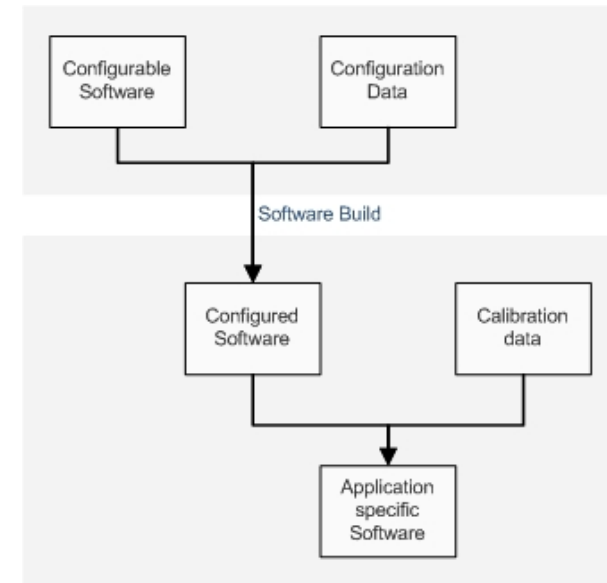 Configurable
Software
Configuration
Data
Software Build
Configured
Software
Calibration
data
Application
specific
Software